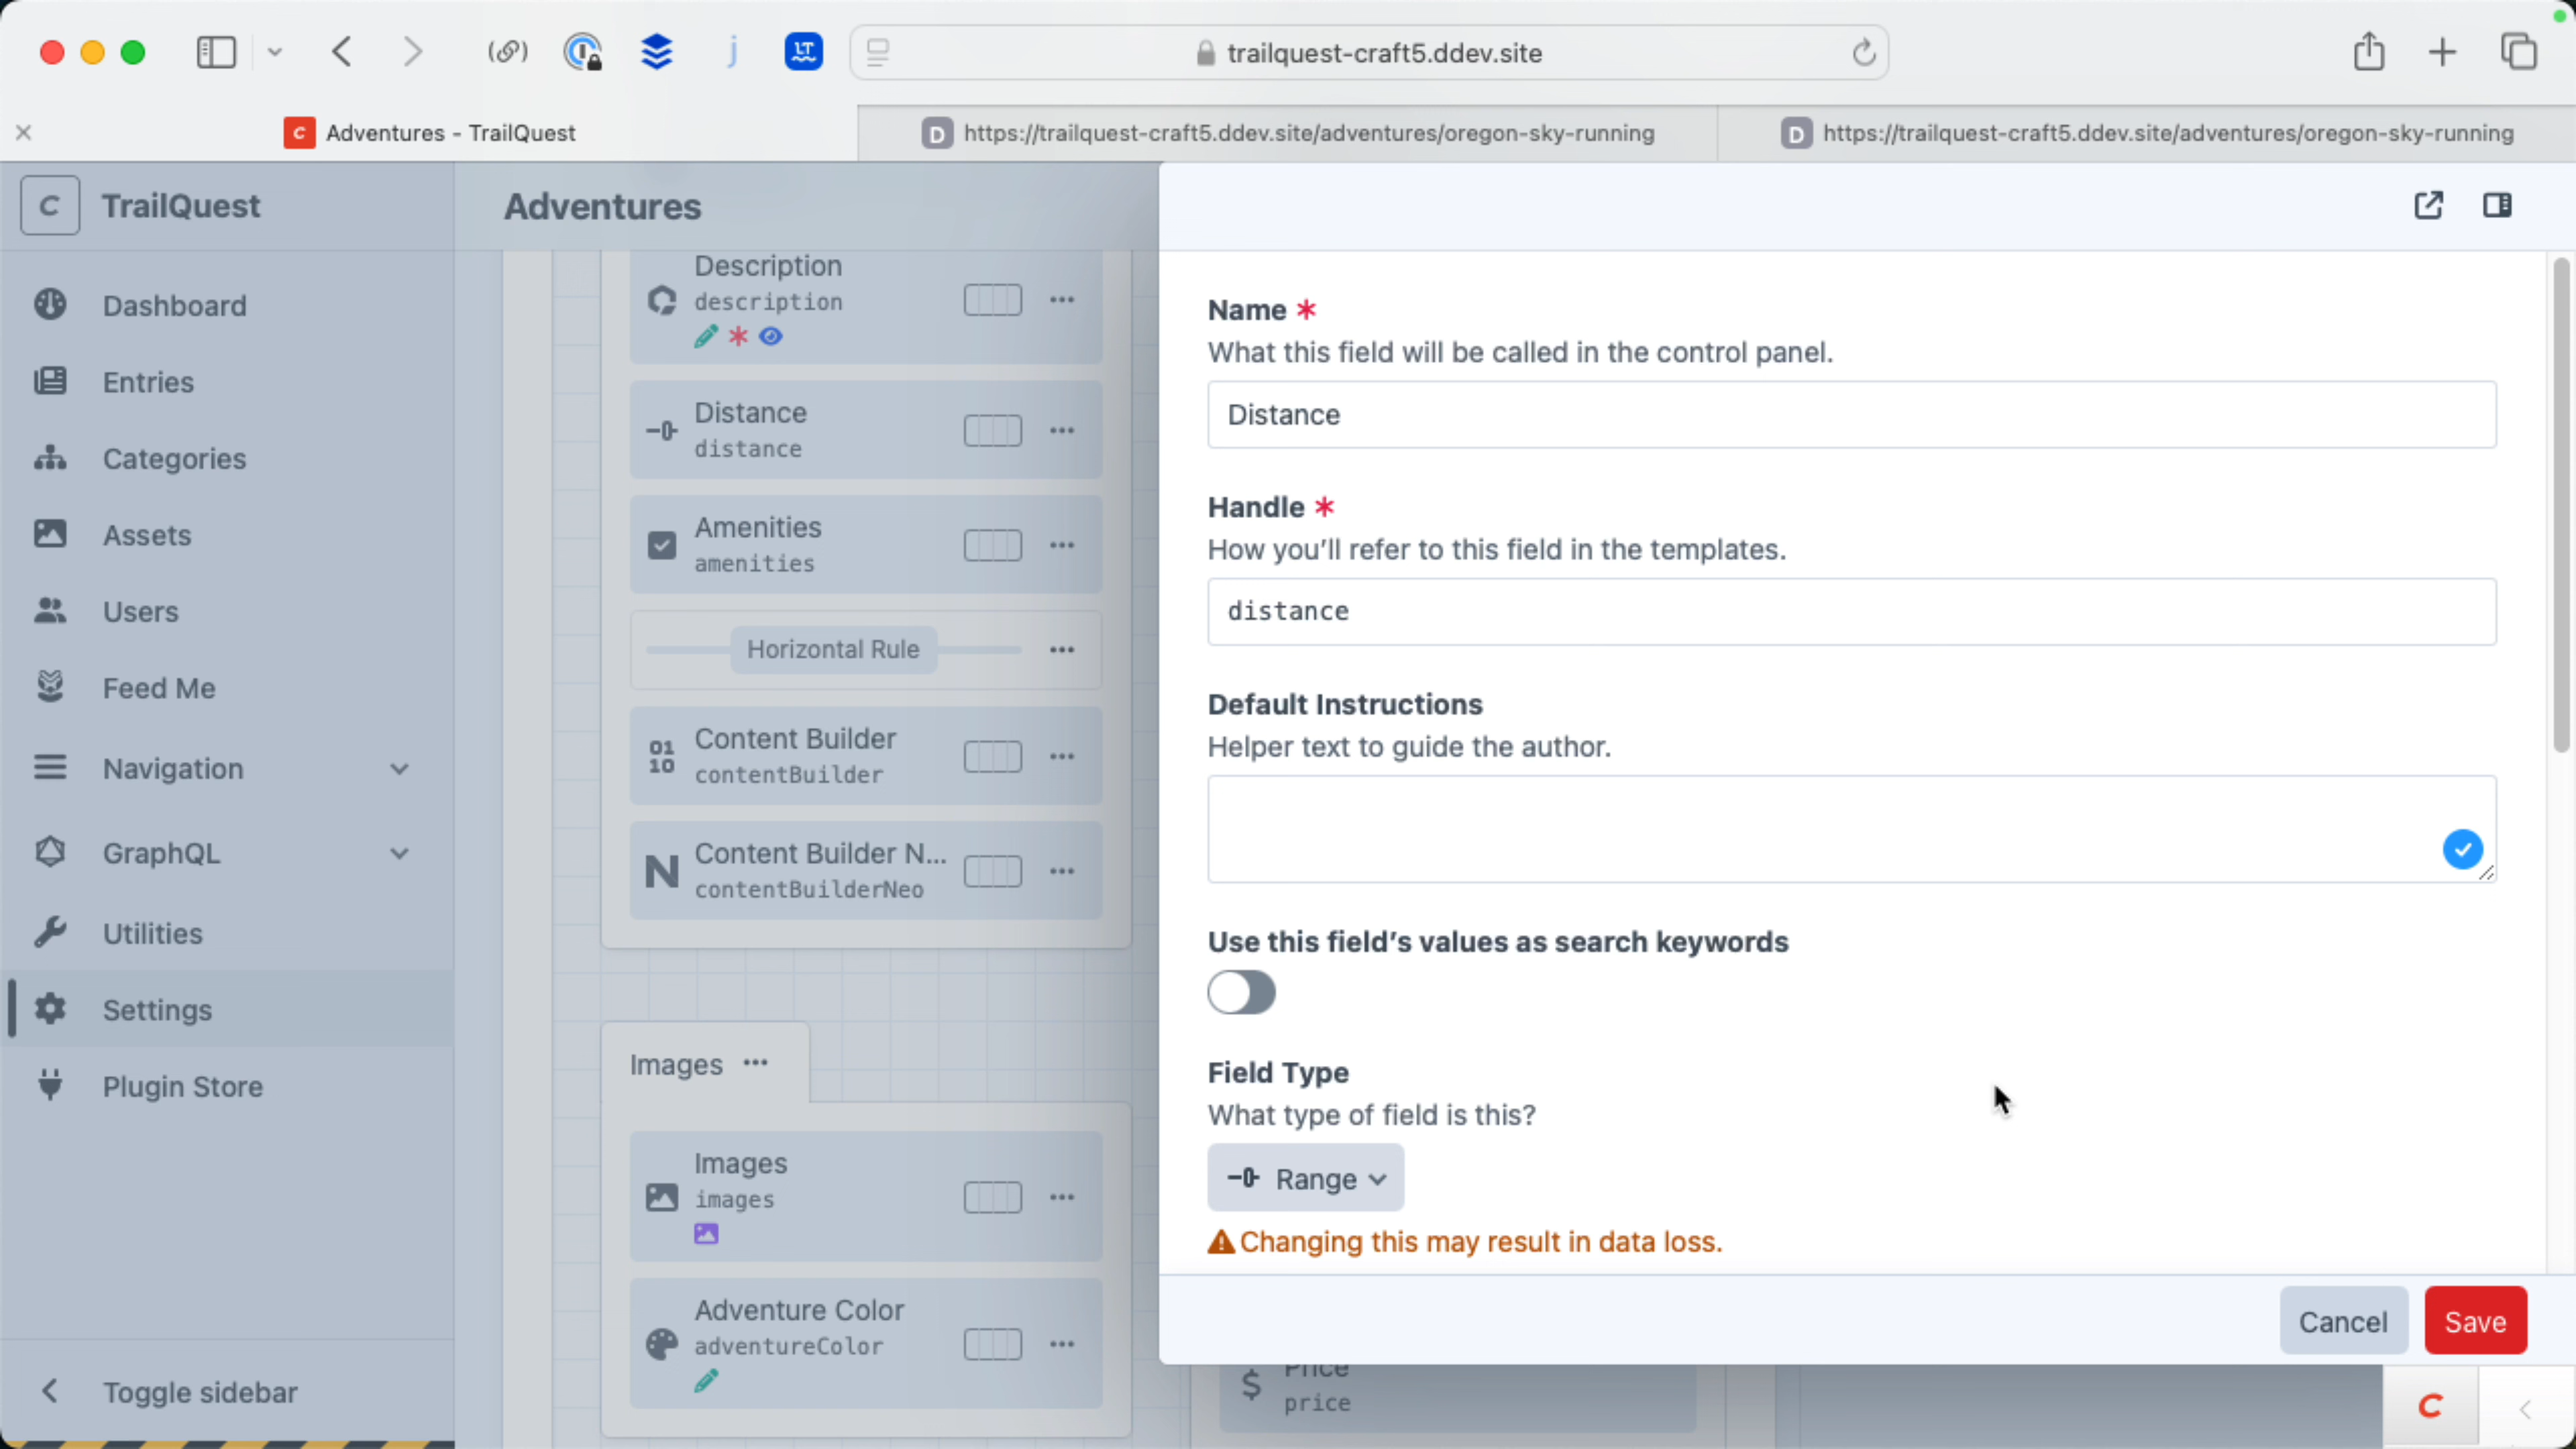 trailquest-craft5.ddev.site
Adventures - TrailQuest
https://trailquest-craft5.ddev.site/adventures/oregon-sky-running
https://trailquest-craft5.ddev.site/adventures/oregon-sky-running
TrailQuest
Dashboard
Entries
Categories
Assets
Users
Feed Me
Navigation
GraphQL
Utilities
Settings
Plugin Store
Toggle sidebar
Adventures
Description
description
Distance
distance
Amenities
amenities
Horizontal Rule
Content Builder
contentBuilder
Content Builder N...
contentBuilderNeo
Images
Images
images
Adventure Color
adventureColor
Name *
What this field will be called in the control panel.
Distance
Handle *
How you’ll refer to this field in the templates.
distance
Default Instructions
Helper text to guide the author.
Use this field’s values as search keywords
Field Type
What type of field is this?
Range
Changing this may result in data loss.
Cancel
Save
Price
price